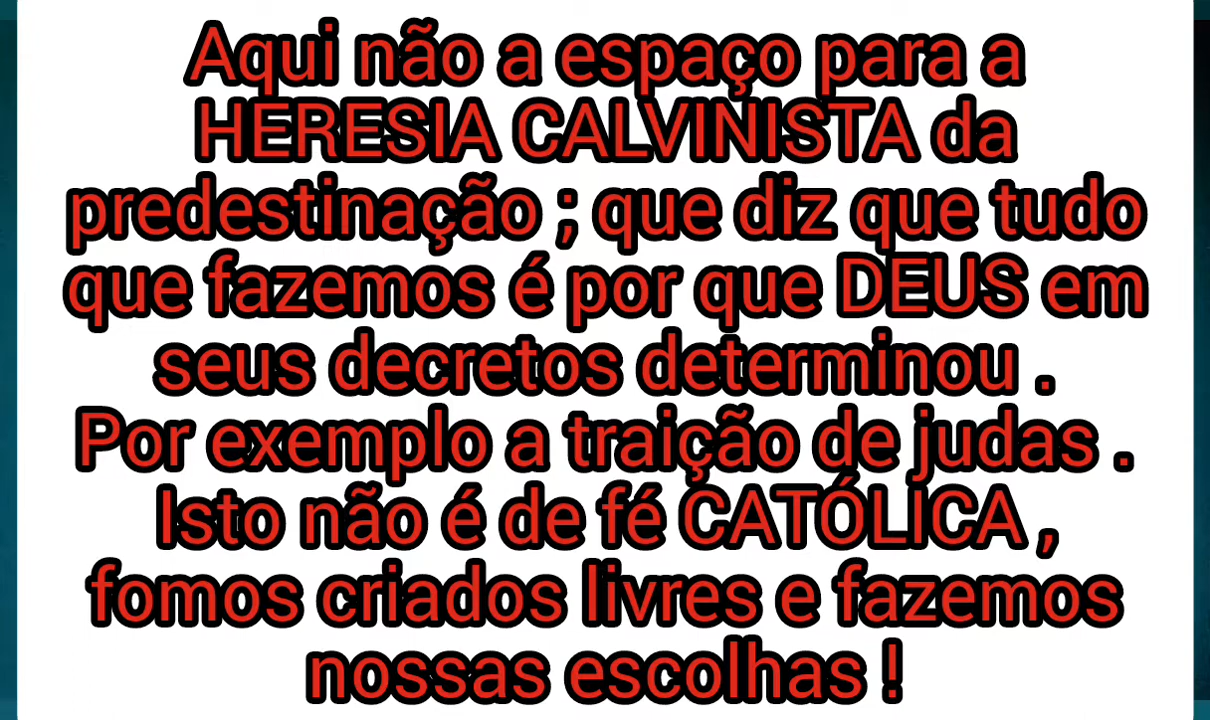 Aqui não a espaço para a
HERESIA CALVINISTA da
predestinação ; que diz que tudo
que fazemos é por que DEUS em
seus decretos determinou .
Por exemplo a traição de judas .
Isto não é de fé CATÓLICA ,
fomos criados livres e fazemos
nossas escolhas !